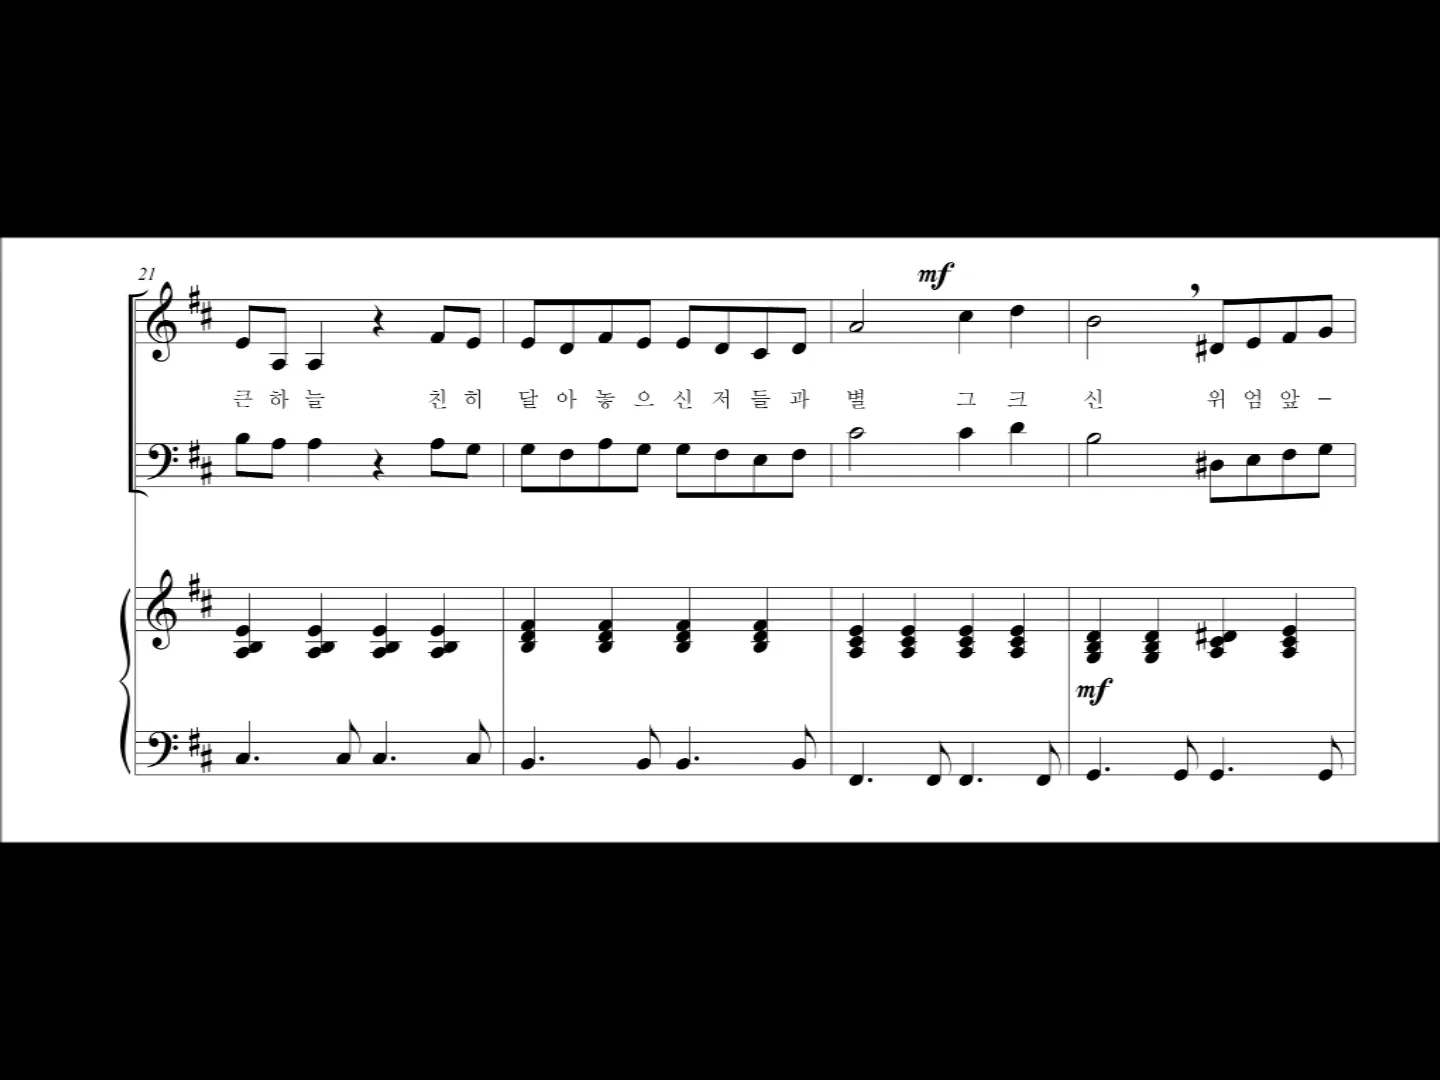 21
mf
큰 하 늘 친 히 달 아 놓 으 신 저 들 과 별 그 크 신 위 엄 앞 –
mf